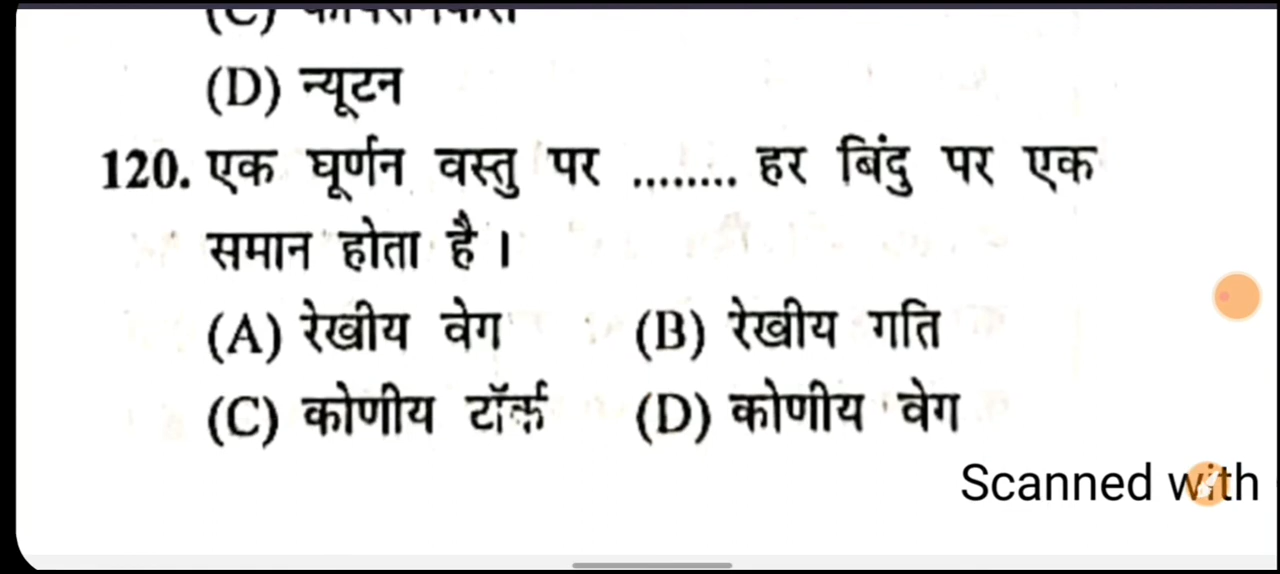 (D) न्यूटन
120. एक घूर्णन वस्तु पर ........ हर बिंदु पर एक
समान होता है ।
(A) रेखीय वेग (B) रेखीय गति
(C) कोणीय टॉर्क (D) कोणीय वेग
Scanned with